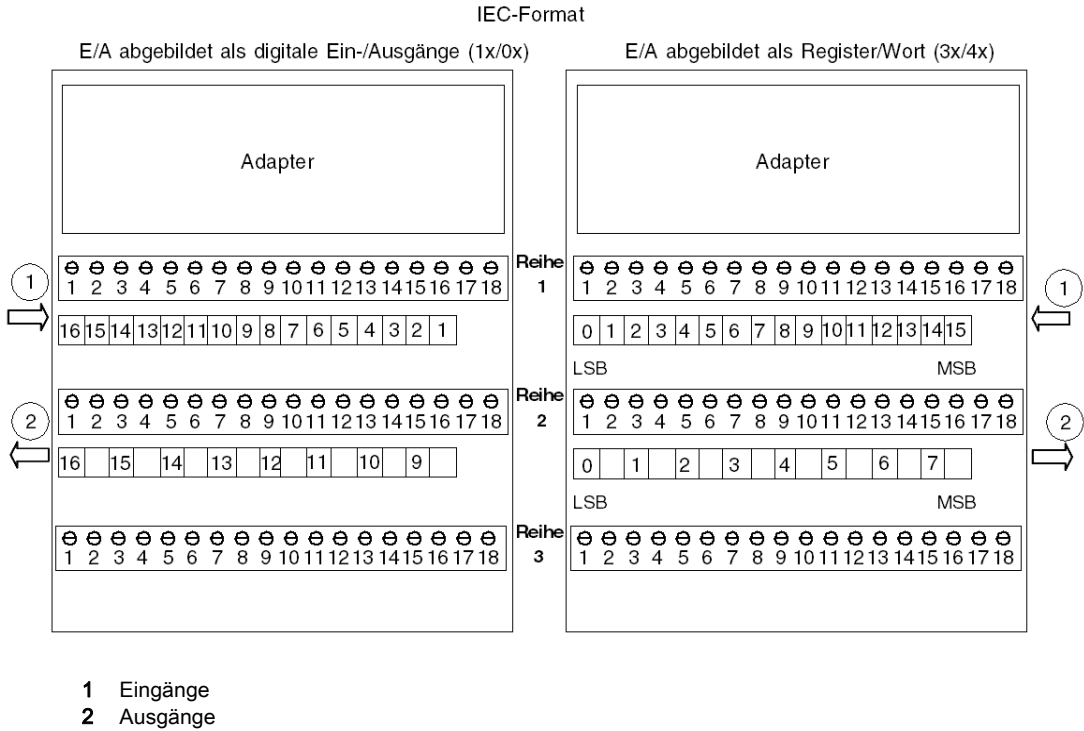 IEC-Format
E/A abgebildet als digitale Ein-/Ausgänge (1x/0x)
E/A abgebildet als Register/Wort (3x/4x)
Adapter
Adapter
1
1 2 3 4 5 6 7 8 9 10 11 12 13 14 15 16 17 18
Reihe
1
1 2 3 4 5 6 7 8 9 10 11 12 13 14 15 16 17 18
1
16 15 14 13 12 11 10 9 8 7 6 5 4 3 2 1
0 1 2 3 4 5 6 7 8 9 10 11 12 13 14 15
LSB MSB
2
1 2 3 4 5 6 7 8 9 10 11 12 13 14 15 16 17 18
Reihe
2
1 2 3 4 5 6 7 8 9 10 11 12 13 14 15 16 17 18
2
16 15 14 13 12 11 10 9
0 1 2 3 4 5 6 7
LSB MSB
1 2 3 4 5 6 7 8 9 10 11 12 13 14 15 16 17 18
Reihe
3
1 2 3 4 5 6 7 8 9 10 11 12 13 14 15 16 17 18
1 Eingänge
2 Ausgänge